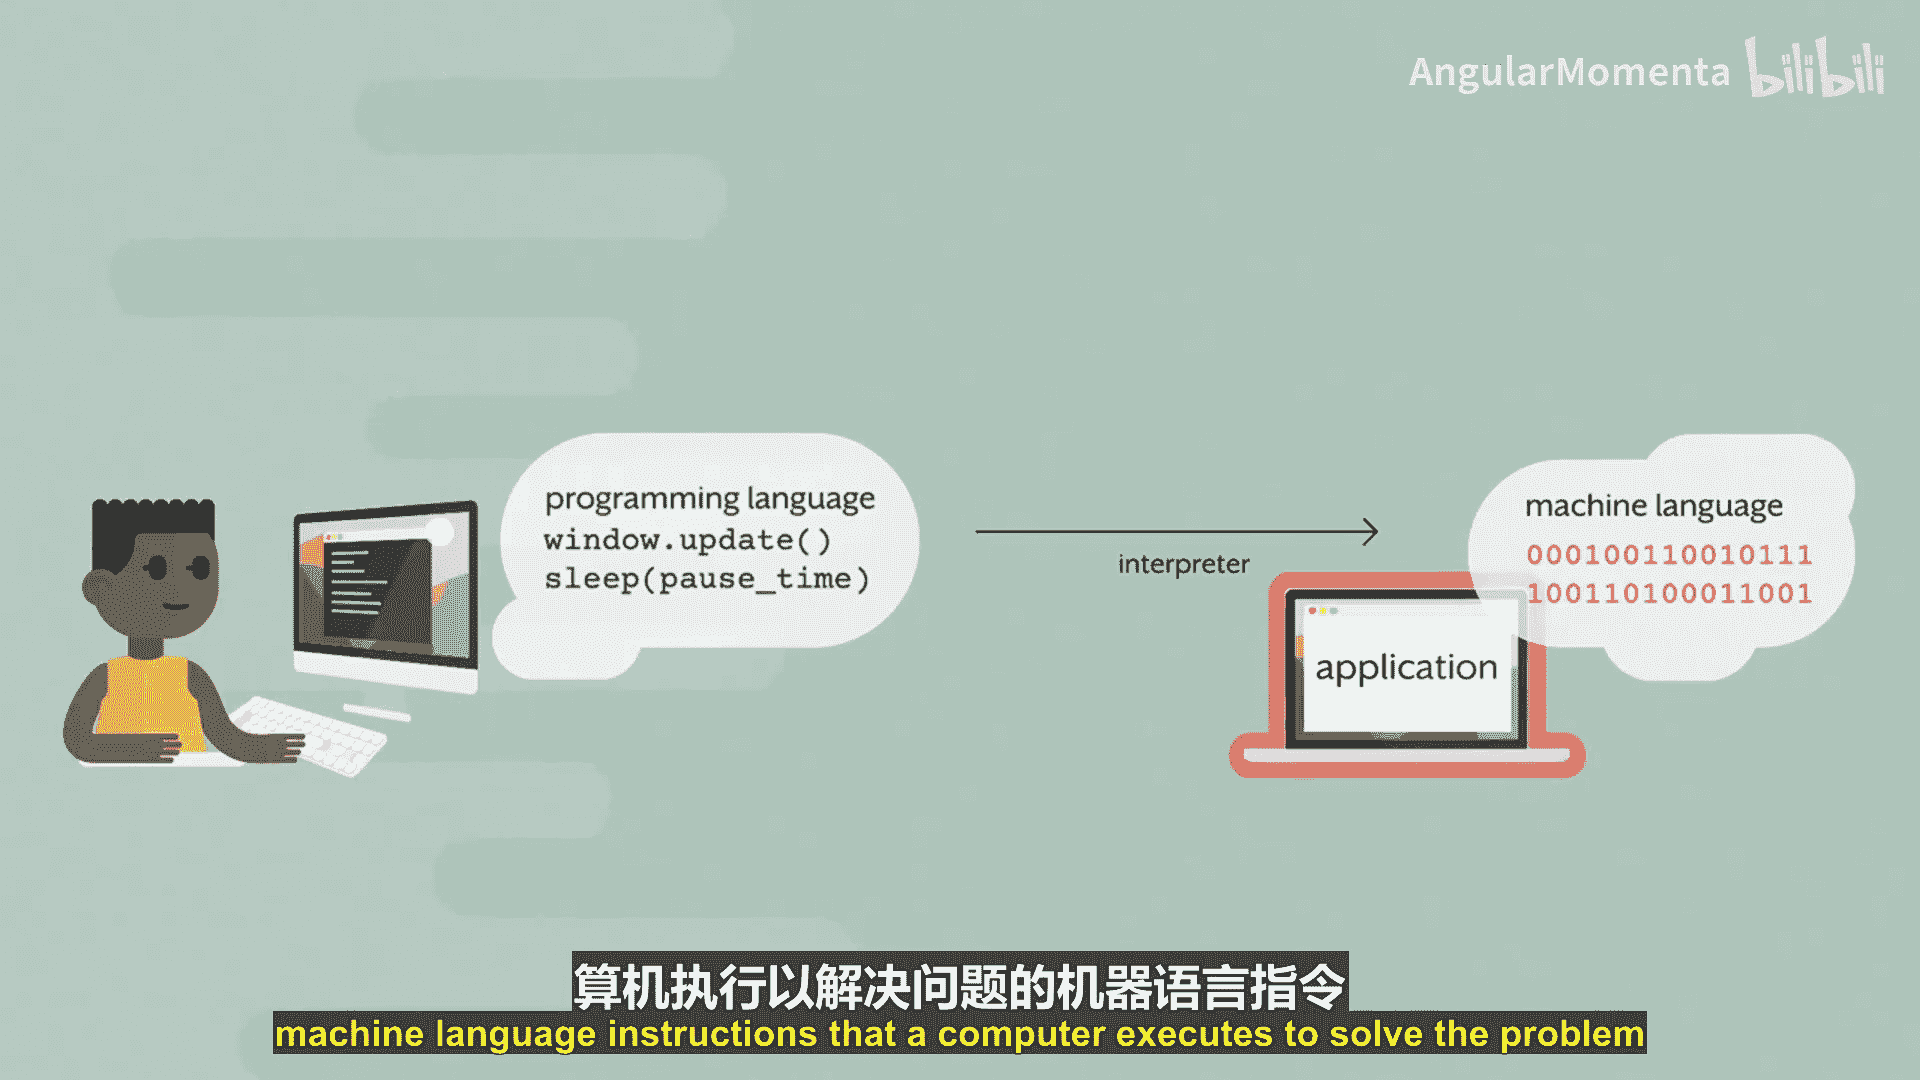 AngularMomenta bilibili
programming language
window.update()
sleep(pause_time)
interpreter
machine language
000100110010111
100110100011001
application
算机执行以解决问题的机器语言指令
machine language instructions that a computer executes to solve the problem